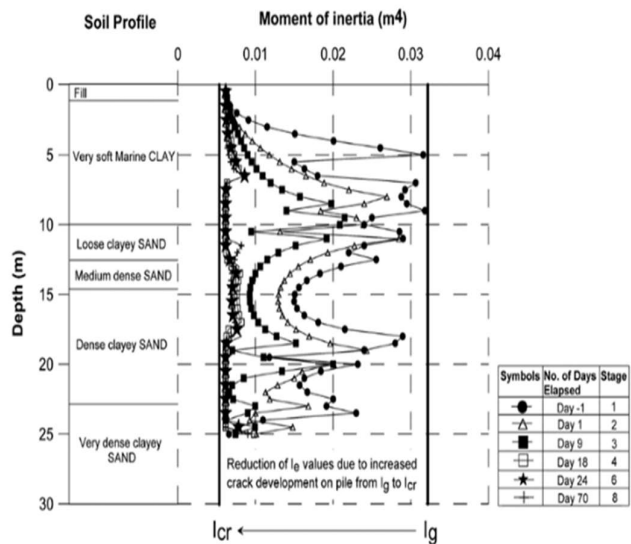 Soil Profile
Moment of inertia (m4)
0 0 0.01 0.02 0.03 0.04
Fill
Very soft Marine CLAY
5
10
Loose clayey SAND
Medium dense SAND
15
Dense clayey SAND
20
Very dense clayey
SAND
25
30
Depth (m)
Reduction of Ie values due to increased
crack development on pile from Ig to Icr
Icr Ig
Symbols No. of Days Stage
Elapsed
Day -1 1
Day 1 2
Day 9 3
Day 18 4
Day 24 6
Day 70 8